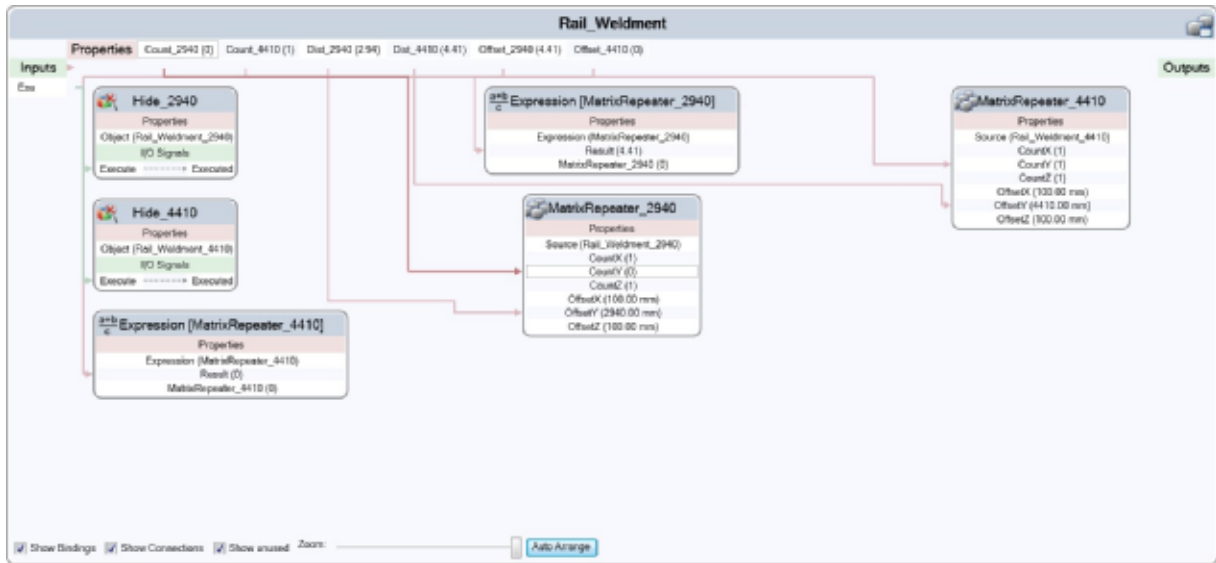 Rail_Weldment
Properties Count_2940 (0) Count_4410 (1) Dist_2940 (2.94) Dist_4410 (4.41) Offset_2940 (4.41) Offset_4410 (0)
Inputs
Outputs
Hide_2940
Properties
Object (Rail_Weldment_2940)
I/O Signals
Execute Executed
Hide_4410
Properties
Object (Rail_Weldment_4410)
I/O Signals
Execute Executed
Expression [MatrixRepeater_4410]
Properties
Expression (MatrixRepeater_4410)
Result (0)
MatrixRepeater_4410 (0)
Expression [MatrixRepeater_2940]
Properties
Expression (MatrixRepeater_2940)
Result (4.41)
MatrixRepeater_2940 (0)
MatrixRepeater_2940
Properties
Source (Rail_Weldment_2940)
CountX (1)
CountY (0)
CountZ (1)
OffsetX (100.00 mm)
OffsetY (2940.00 mm)
OffsetZ (100.00 mm)
MatrixRepeater_4410
Properties
Source (Rail_Weldment_4410)
CountX (1)
CountY (1)
CountZ (1)
OffsetX (100.00 mm)
OffsetY (4410.00 mm)
OffsetZ (100.00 mm)
Show Bindings Show Connections Show unused Zoom: Auto Arrange